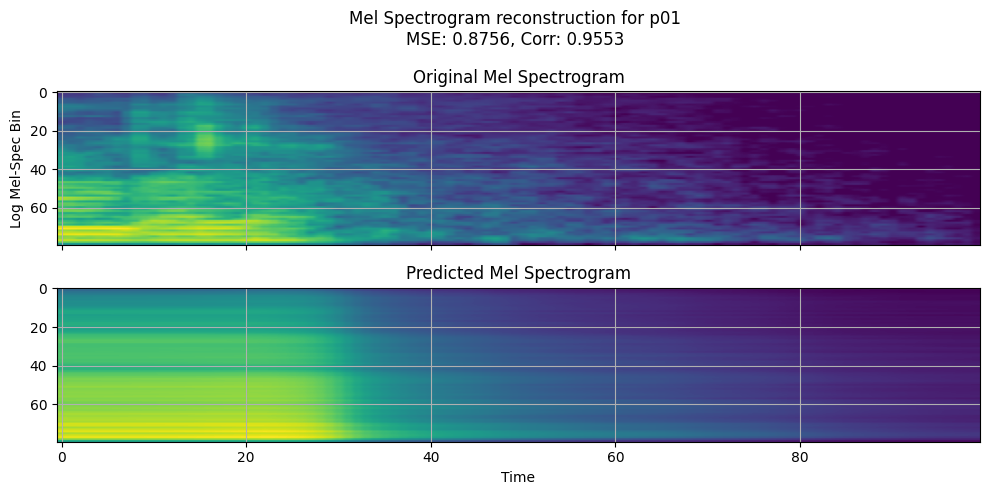 Mel Spectrogram reconstruction for p01
MSE: 0.8756, Corr: 0.9553
Original Mel Spectrogram
0
20
40
60
Log Mel-Spec Bin
Predicted Mel Spectrogram
0
20
40
60
0 20 40 60 80
Time